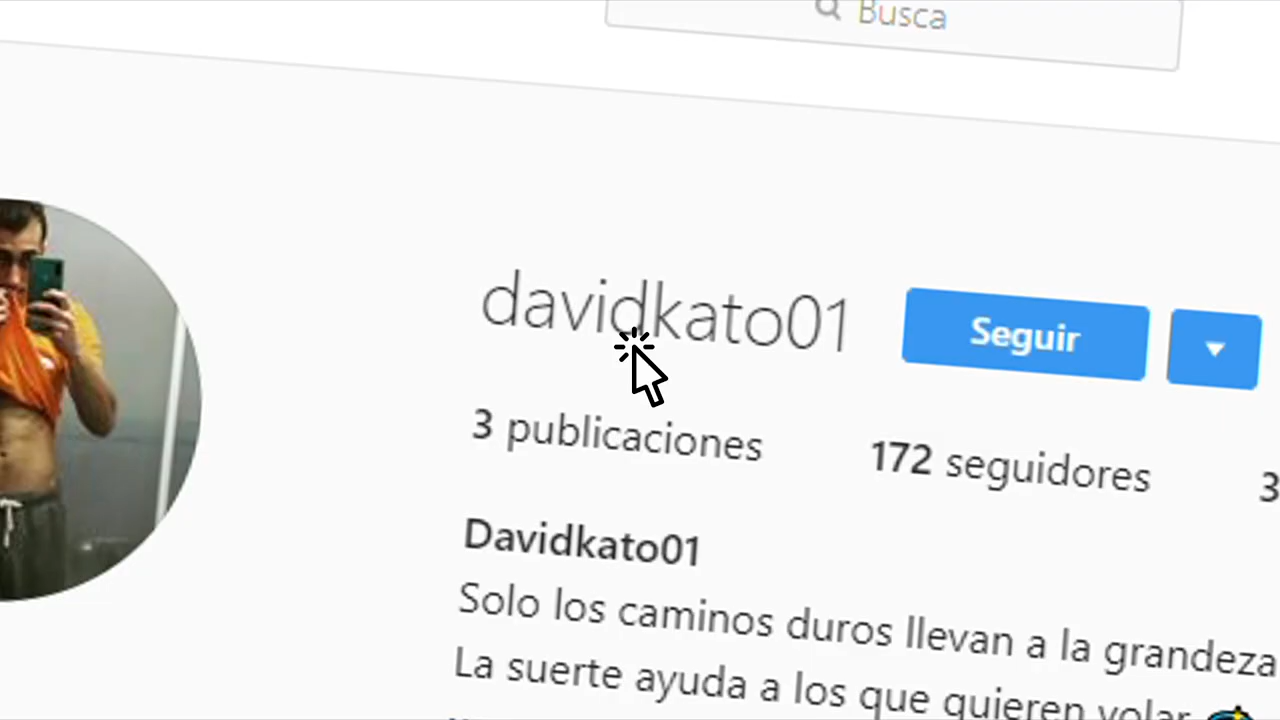 Busca
davidkato01 Seguir
3 publicaciones 172 seguidores 3
Davidkato01
Solo los caminos duros llevan a la grandeza
La suerte ayuda a los que quieren volar